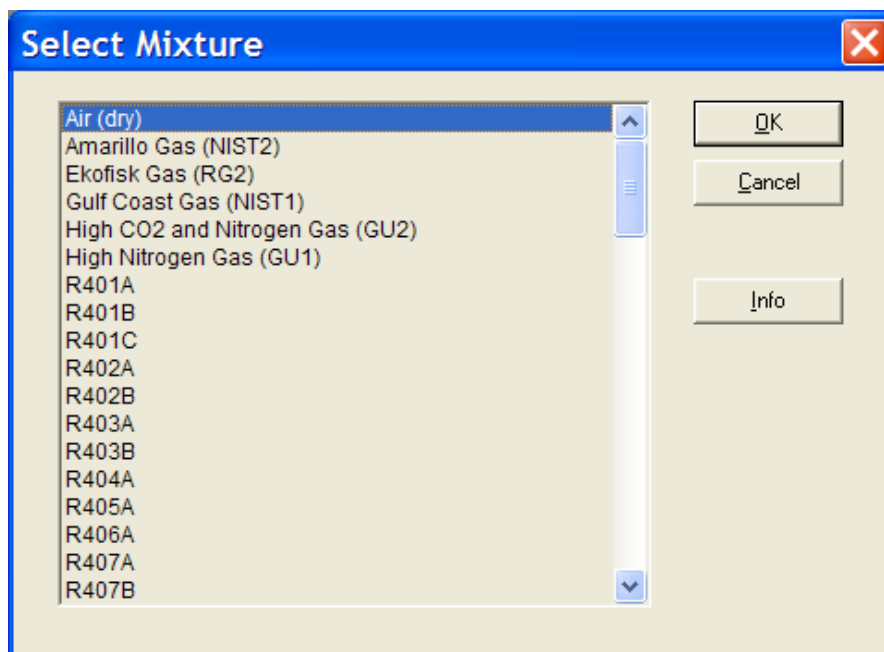 Select Mixture
Air (dry)
Amarillo Gas (NIST2)
Ekofisk Gas (RG2)
Gulf Coast Gas (NIST1)
High CO2 and Nitrogen Gas (GU2)
High Nitrogen Gas (GU1)
R401A
R401B
R401C
R402A
R402B
R403A
R403B
R404A
R405A
R406A
R407A
R407B
OK
Cancel
Info